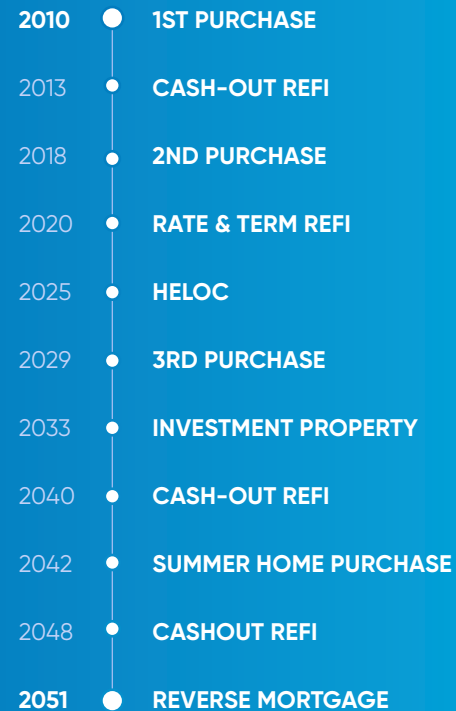 2010 1ST PURCHASE
2013 CASH-OUT REFI
2018 2ND PURCHASE
2020 RATE & TERM REFI
2025 HELOC
2029 3RD PURCHASE
2033 INVESTMENT PROPERTY
2040 CASH-OUT REFI
2042 SUMMER HOME PURCHASE
2048 CASHOUT REFI
2051 REVERSE MORTGAGE